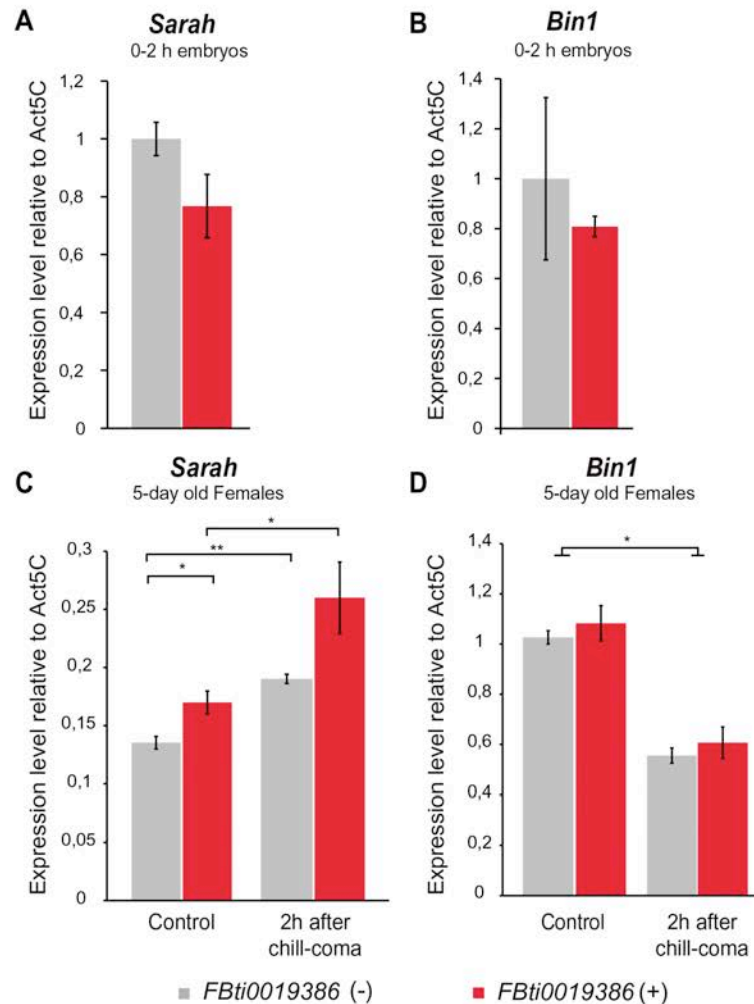 A
Sarah
0-2 h embryos
Expression level relative to Act5C
1,2
1
0,8
0,6
0,4
0,2
0
B
Bin1
0-2 h embryos
Expression level relative to Act5C
1,4
1,2
1
0,8
0,6
0,4
0,2
0
C
Sarah
5-day old Females
Expression level relative to Act5C
0,3
0,25
0,2
0,15
0,1
0,05
0
*
**
*
Control
2h after
chill-coma
D
Bin1
5-day old Females
Expression level relative to Act5C
1,4
1,2
1
0,8
0,6
0,4
0,2
0
*
Control
2h after
chill-coma
FBti0019386 (-)
FBti0019386 (+)